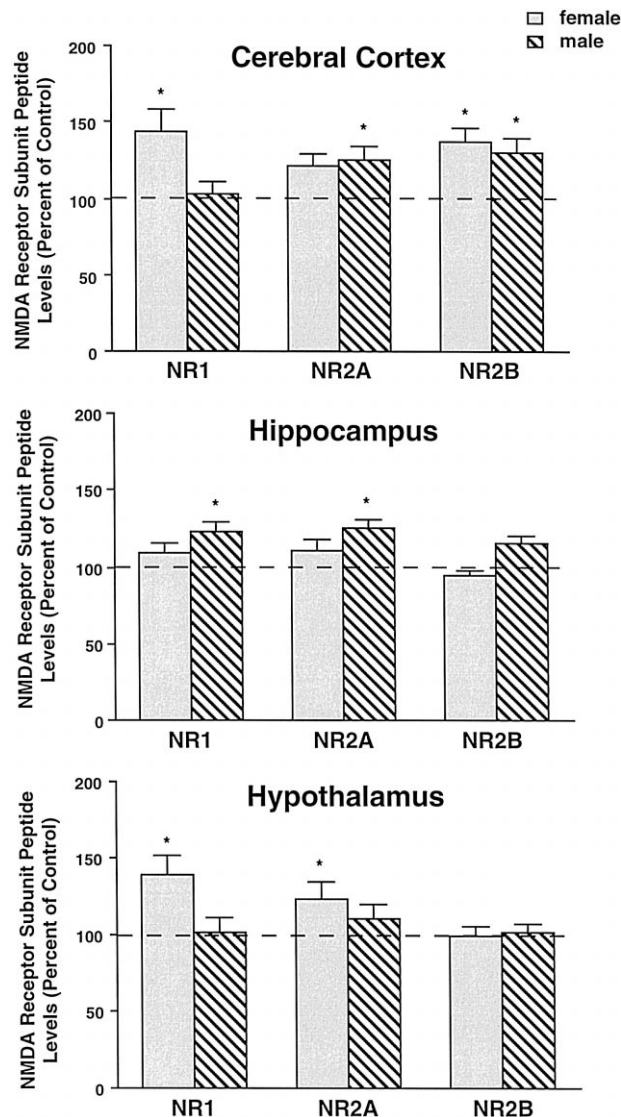 female
male
Cerebral Cortex
NMDA Receptor Subunit Peptide
Levels (Percent of Control)
200
150
100
50
0
*
*
*
*
NR1 NR2A NR2B
Hippocampus
NMDA Receptor Subunit Peptide
Levels (Percent of Control)
200
150
100
50
0
*
*
NR1 NR2A NR2B
Hypothalamus
NMDA Receptor Subunit Peptide
Levels (Percent of Control)
200
150
100
50
0
*
*
NR1 NR2A NR2B